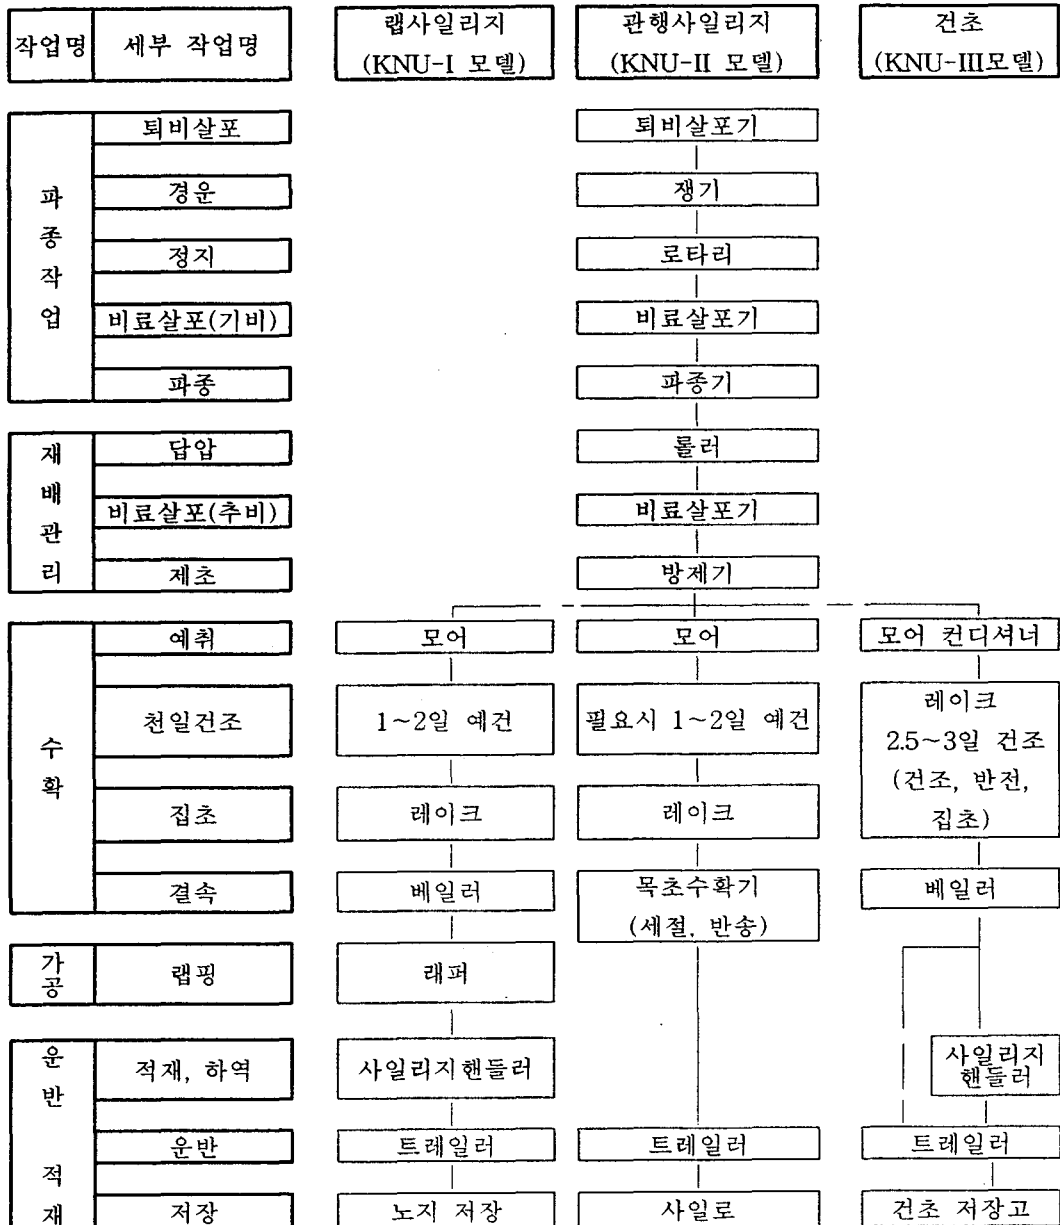 작업명
세부 작업명
랩사일리지
(KNU-I 모델)
관행사일리지
(KNU-II 모델)
건초
(KNU-III모델)
파
종
작
업
퇴비살포
퇴비살포기
경운
쟁기
정지
로타리
비료살포(기비)
비료살포기
파종
파종기
재
배
관
리
답압
롤러
비료살포(추비)
비료살포기
제초
방제기
수
확
예취
모어
모어
모어 컨디셔너
천일건조
1~2일 예건
필요시 1~2일 예건
레이크
2.5~3일 건조
(건조, 반전,
집초)
집초
레이크
레이크
결속
베일러
목초수확기
(세절, 반송)
베일러
가
공
랩핑
래퍼
운
반
적
재
적재, 하역
사일리지핸들러
사일리지
핸들러
운반
트레일러
트레일러
트레일러
저장
노지 저장
사일로
건초 저장고